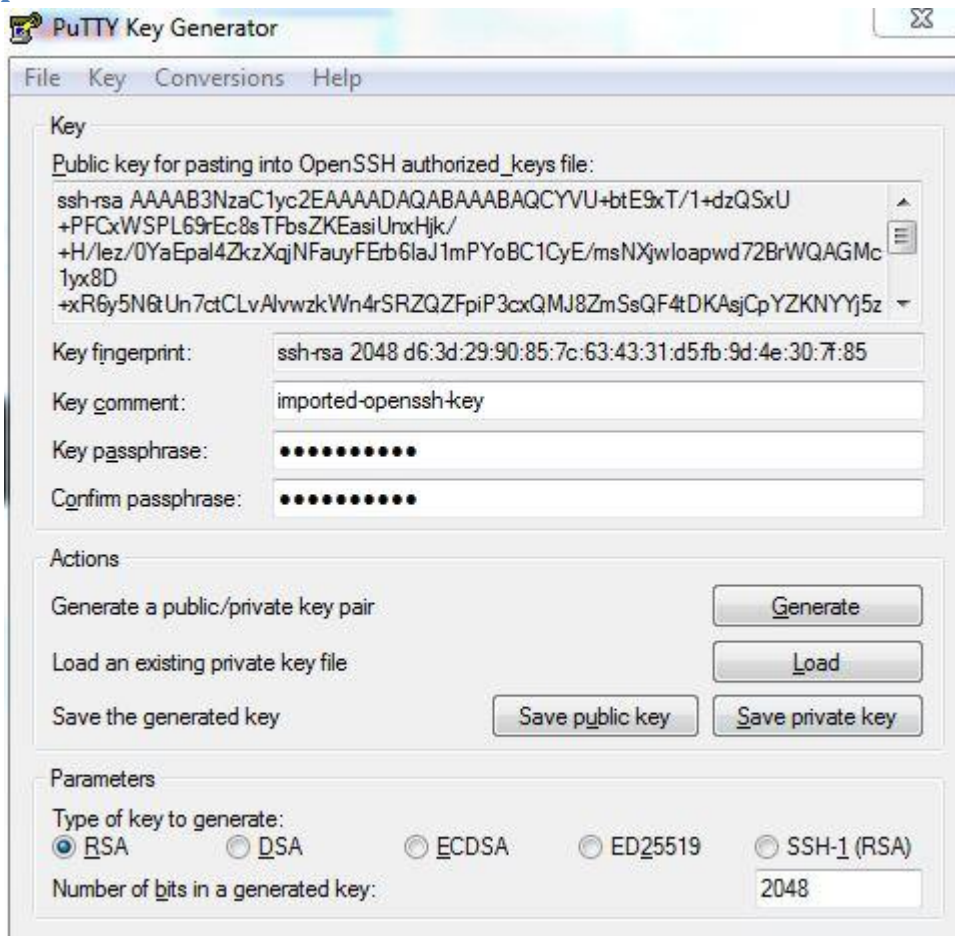 PuTTY Key Generator
File Key Conversions Help
Key
Public key for pasting into OpenSSH authorized_keys file:
ssh-rsa AAAAB3NzaC1yc2EAAAADAQABAAABAQCYVU+btE9xT/1+dzQSxU
+PFCxWSPL69rEc8sTFbsZKEasiUnxHjk/
+H/Iez/0YaEpaI4ZkzXqjNFauyFErb6IaJ1mPYoBC1CyE/msNXjwIoapwd72BrWQAGMc
1yx8D
+xR6y5N6tUn7ctCLvAlvwzkWn4rSRZQZFpiP3cxQMJ8ZmSsQF4tDKAsjCpYZKNYYj5z
Key fingerprint: ssh-rsa 2048 d6:3d:29:90:85:7c:63:43:31:d5:fb:9d:4e:30:7f:85
Key comment: imported-openssh-key
Key passphrase: ●●●●●●●●●●
Confirm passphrase: ●●●●●●●●●●
Actions
Generate a public/private key pair Generate
Load an existing private key file Load
Save the generated key Save public key Save private key
Parameters
Type of key to generate:
RSA DSA ECDSA ED25519 SSH-1 (RSA)
Number of bits in a generated key: 2048